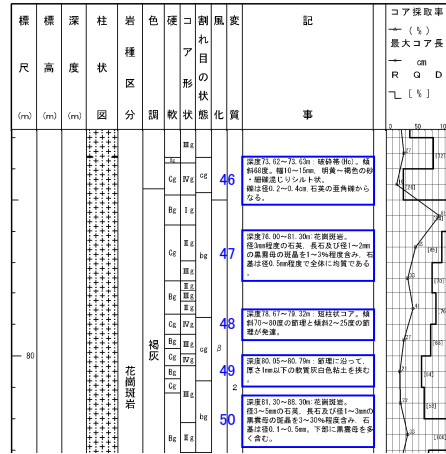 標 尺 (m)
標 高 (m)
深 度 (m)
柱 状 図
岩 種 区 分
色 調
硬 軟
コア形状
割れ目の状態
風 化
変 質
記 事
コア採取率
(%)
最大コア長
cm
R Q D
[%]
深度73.62～73.63m:破砕帯(Hc)。傾
斜68度。幅10～15mm。明黄～褐色の砂
・細礫混じりシルト状。
礫は径0.2～0.4cm、石英の亜角礫から
なる。
46
深度76.00～81.30m:花崗斑岩。
径3mm程度の石英、長石及び径1～2mm
の黒雲母の斑晶を1～3%程度含み、石
基は径0.5mm程度で全体に均質である。
47
深度78.67～79.32m:短柱状コア。
傾斜70～80度の節理と傾斜2～25度の節
理が発達。
48
深度80.05～80.79m:節理に沿って、
厚さ1mm以下の軟質灰白色粘土を挟む。
49
深度81.30～88.30m:花崗斑岩。
径3～5mmの石英、長石及び径1～3mmの
黒雲母の斑晶を3～30%程度含み、石
基は径0.1～0.5mm。下部に黒雲母を多
く含む。
50
80
花崗斑岩
褐灰
Ⅲg
Hg
Cg Ⅳg cg
Bg Ⅰg
Cg Ⅱg bg
Ⅱg
Bg Ⅲg
Ⅱg
Cg Ⅳg
Bg Ⅲg
Cg Ⅳg cg β
Bg
Cg 2
Ⅲg
bg
Bg Ⅱg
0 50 100